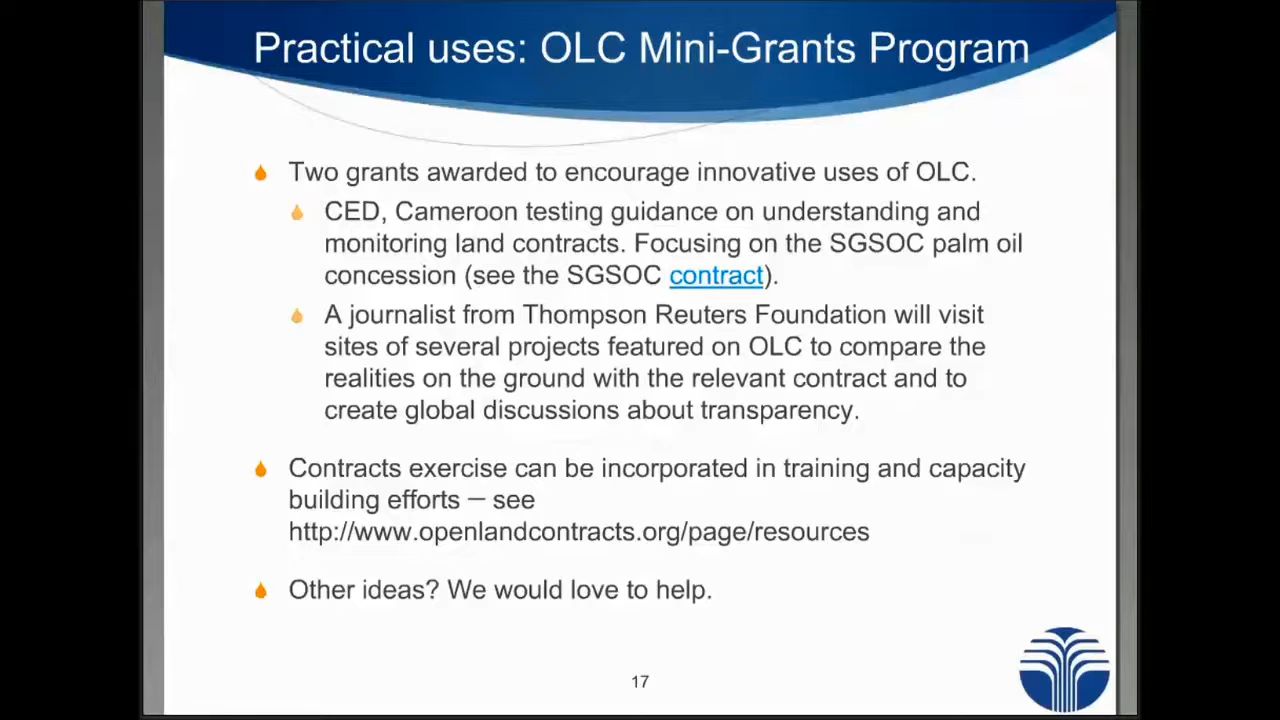 Practical uses: OLC Mini-Grants Program
Two grants awarded to encourage innovative uses of OLC.
CED, Cameroon testing guidance on understanding and
monitoring land contracts. Focusing on the SGSOC palm oil
concession (see the SGSOC contract).
A journalist from Thompson Reuters Foundation will visit
sites of several projects featured on OLC to compare the
realities on the ground with the relevant contract and to
create global discussions about transparency.
Contracts exercise can be incorporated in training and capacity
building efforts – see
http://www.openlandcontracts.org/page/resources
Other ideas? We would love to help.
17